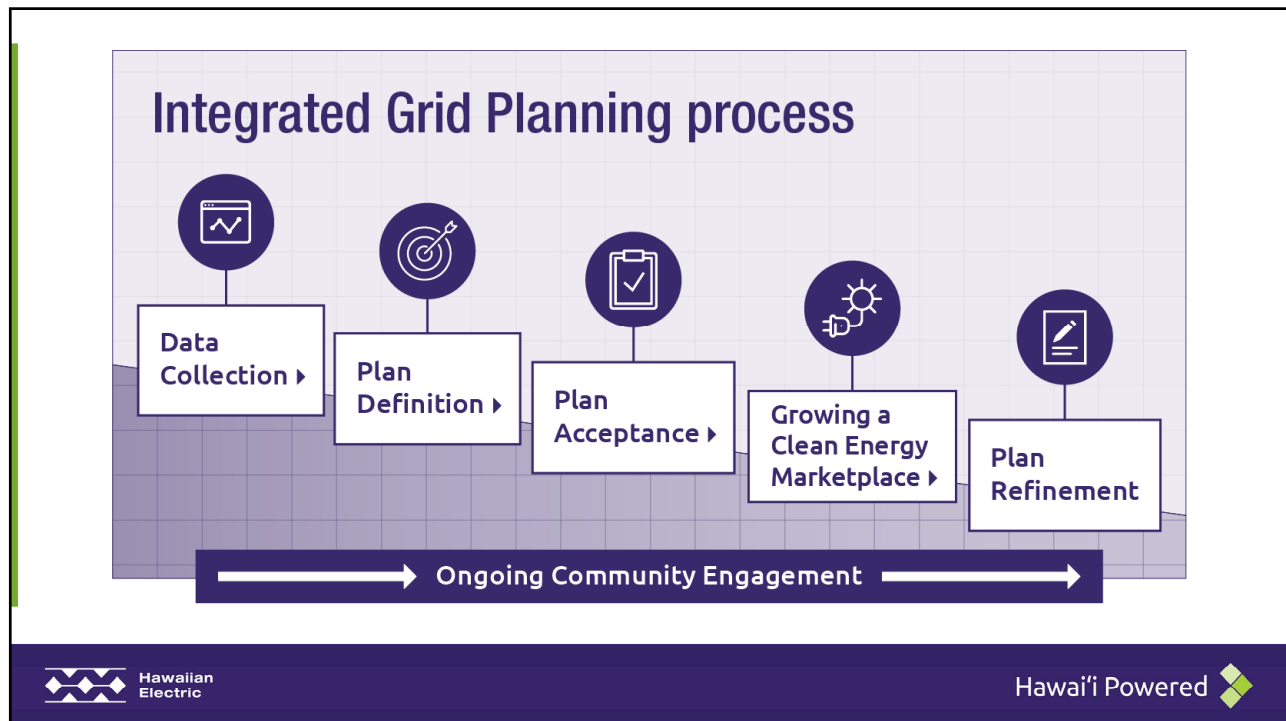 Integrated Grid Planning process
Data
Collection
Plan
Definition
Plan
Acceptance
Growing a
Clean Energy
Marketplace
Plan
Refinement
Ongoing Community Engagement
Hawaiian
Electric
Hawaiʻi Powered